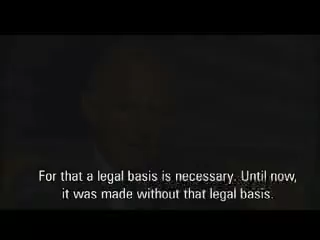 For that a legal basis is necessary. Until now,
it was made without that legal basis.